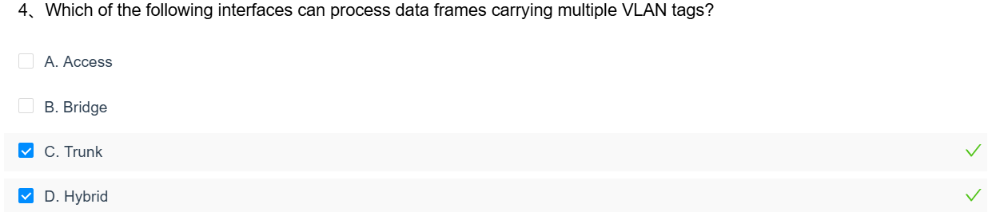 4、Which of the following interfaces can process data frames carrying multiple VLAN tags?
A. Access
B. Bridge
C. Trunk
D. Hybrid